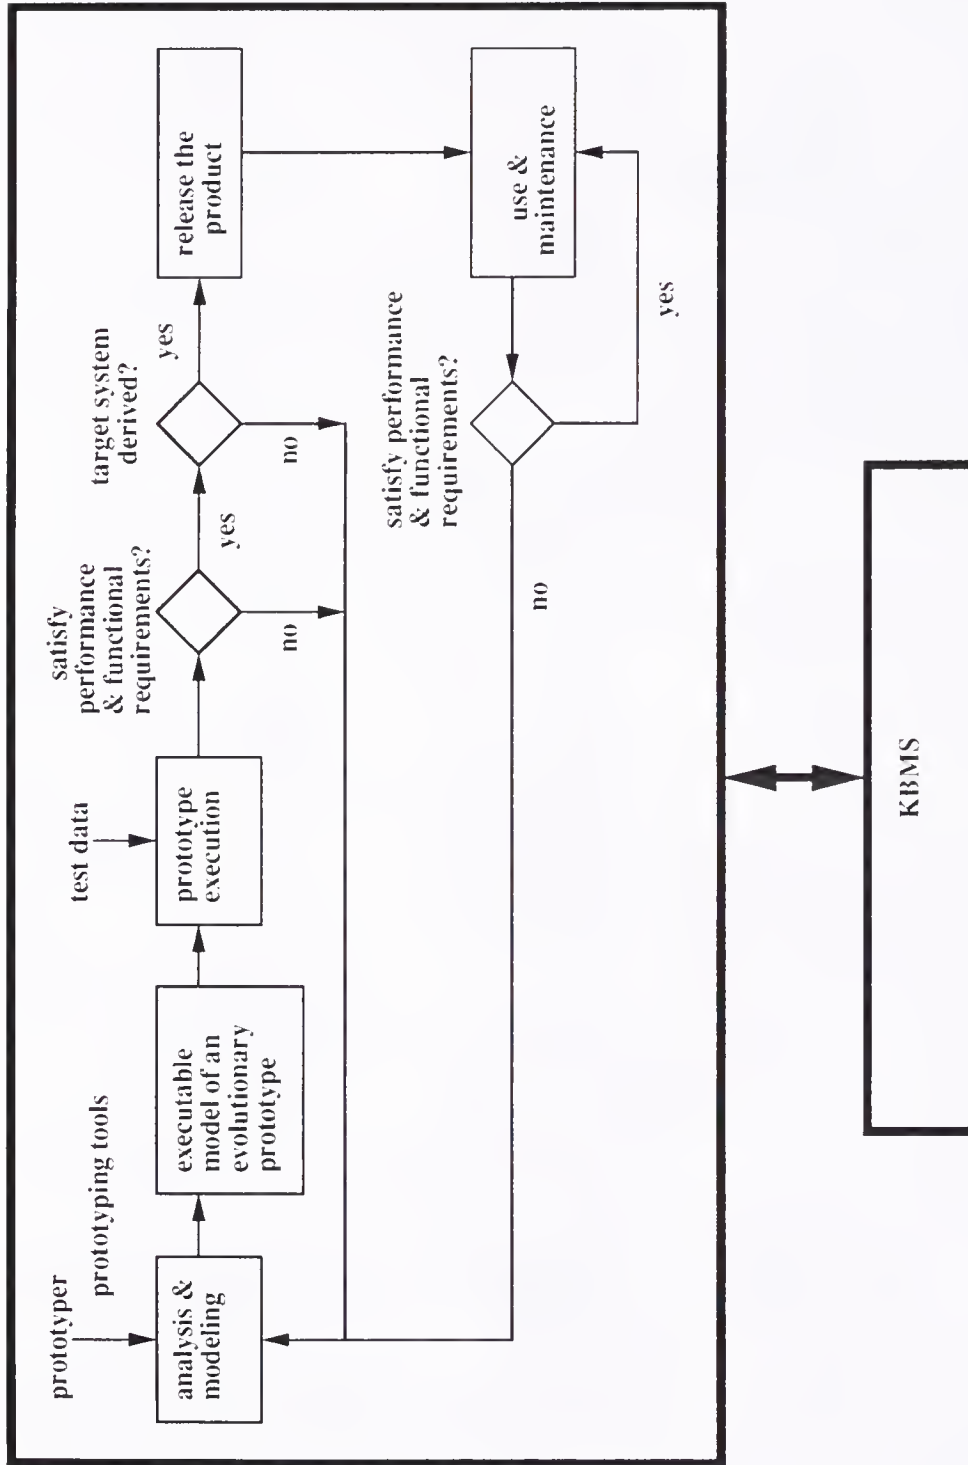 prototyper
prototyping tools
analysis &
modeling
executable
model of an
evolutionary
prototype
test data
prototype
execution
satisfy
performance
& functional
requirements?
yes
no
target system
derived?
yes
no
release the
product
use &
maintenance
satisfy performance
& functional
requirements?
yes
no
KBMS